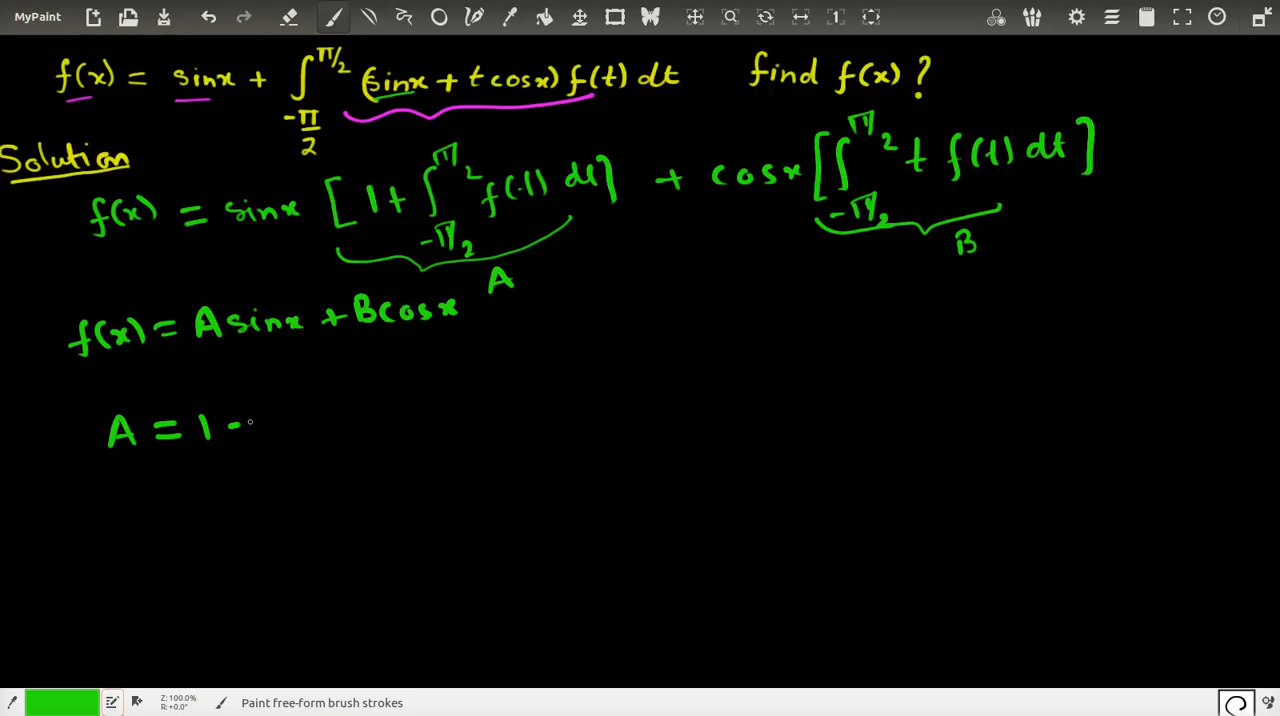 MyPaint
f(x) = sinx + ∫_{-π/2}^{π/2} (sinx + t cosx) f(t) dt find f(x) ?
Solution
f(x) = sinx [1 + ∫_{-π/2}^{π/2} f(t) dt] + cosx [∫_{-π/2}^{π/2} t f(t) dt]
A B
f(x) = A sinx + B cosx
A = 1 -
Z: 100.0%
R: +0.0°
Paint free-form brush strokes